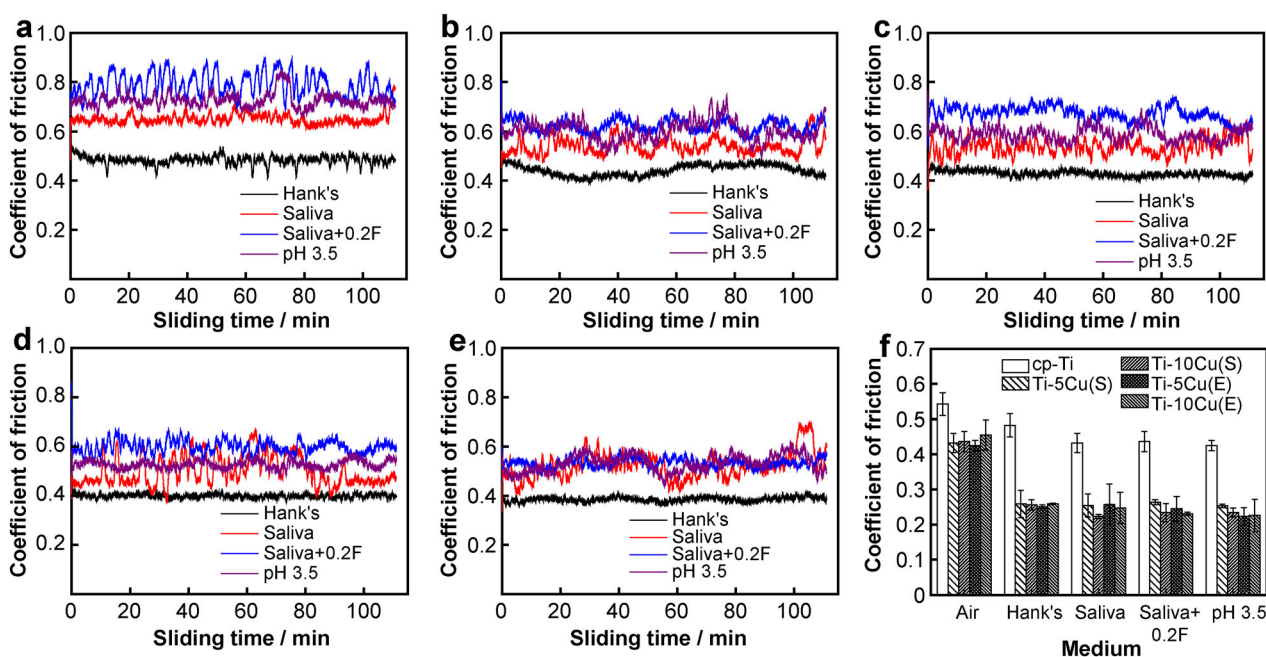 a
1.0
0.8
0.6
0.4
0.2
0 20 40 60 80 100
Coefficient of friction
Sliding time / min
Hank's
Saliva
Saliva+0.2F
pH 3.5
b
1.0
0.8
0.6
0.4
0.2
0 20 40 60 80 100
Coefficient of friction
Sliding time / min
Hank's
Saliva
Saliva+0.2F
pH 3.5
c
1.0
0.8
0.6
0.4
0.2
0 20 40 60 80 100
Coefficient of friction
Sliding time / min
Hank's
Saliva
Saliva+0.2F
pH 3.5
d
1.0
0.8
0.6
0.4
0.2
0 20 40 60 80 100
Coefficient of friction
Sliding time / min
Hank's
Saliva
Saliva+0.2F
pH 3.5
e
1.0
0.8
0.6
0.4
0.2
0 20 40 60 80 100
Coefficient of friction
Sliding time / min
Hank's
Saliva
Saliva+0.2F
pH 3.5
f
0.7
0.6
0.5
0.4
0.3
0.2
0.1
0
Coefficient of friction
cp-Ti
Ti-5Cu(S)
Ti-10Cu(S)
Ti-5Cu(E)
Ti-10Cu(E)
Air Hank's Saliva Saliva+ pH 3.5
0.2F
Medium